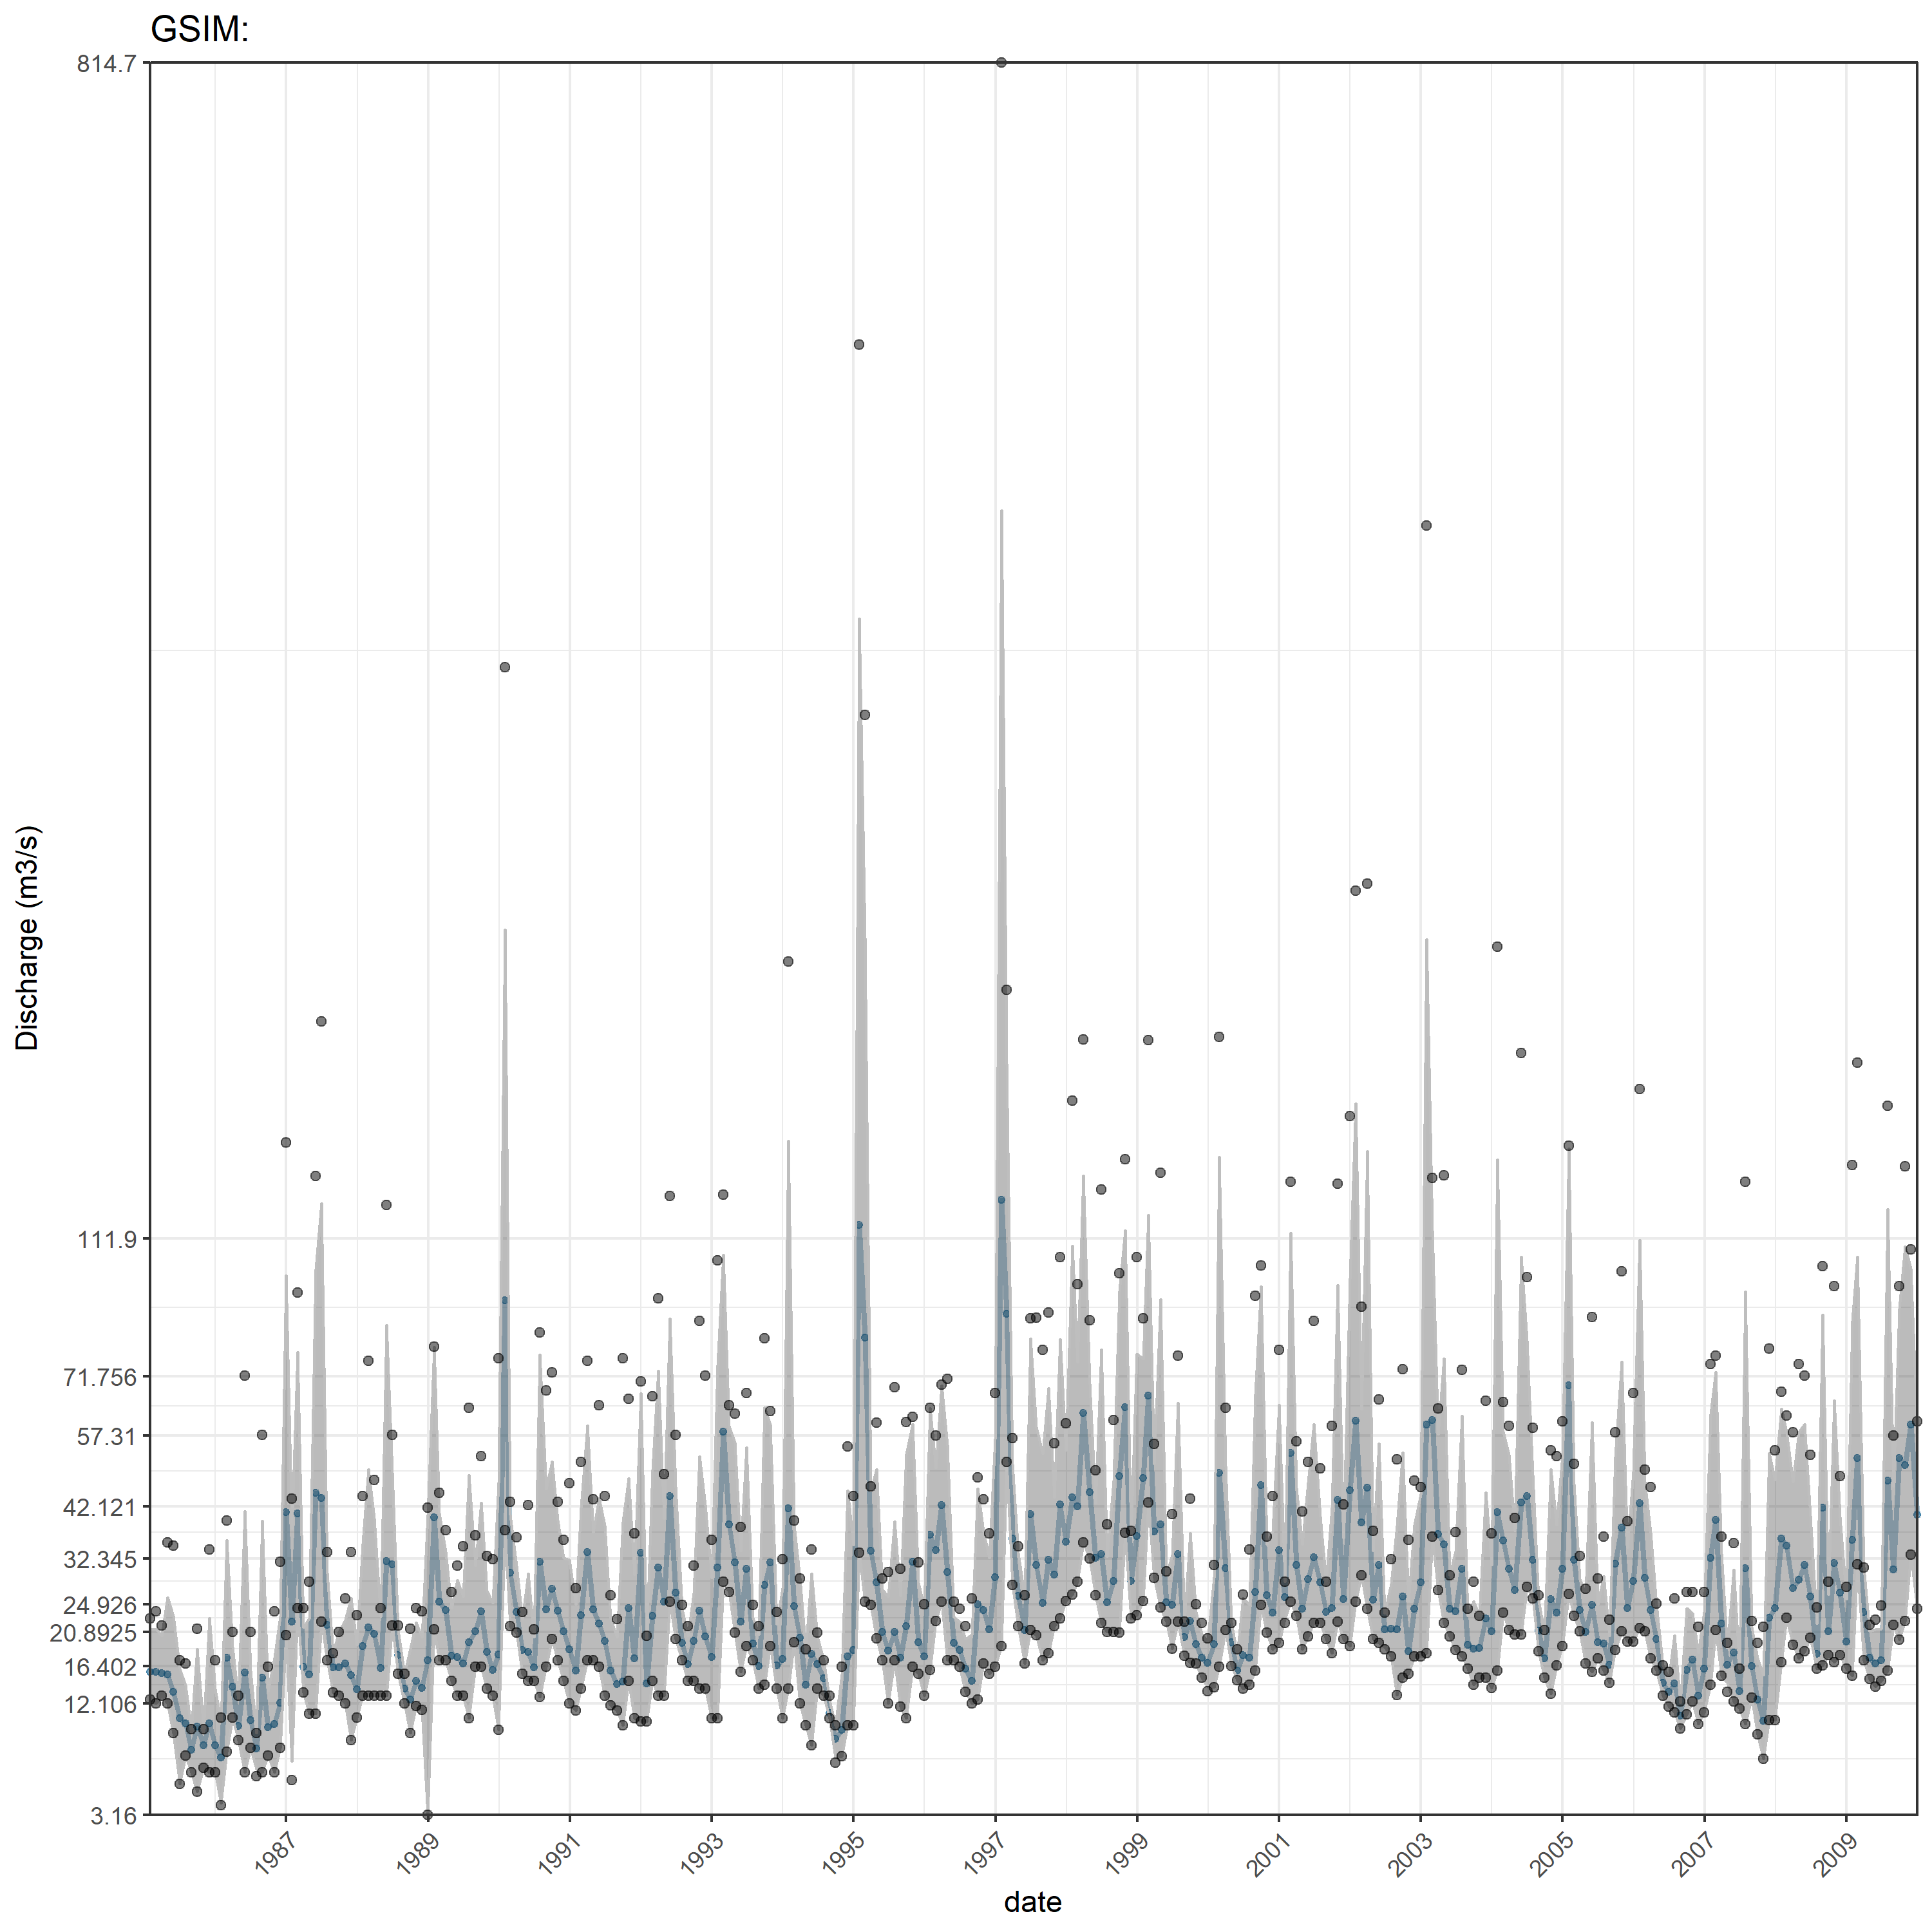 GSIM:
814.7
111.9
71.756
57.31
42.121
32.345
24.926
20.8925
16.402
12.106
3.16
Discharge (m3/s)
1987 1989 1991 1993 1995 1997 1999 2001 2003 2005 2007 2009
date